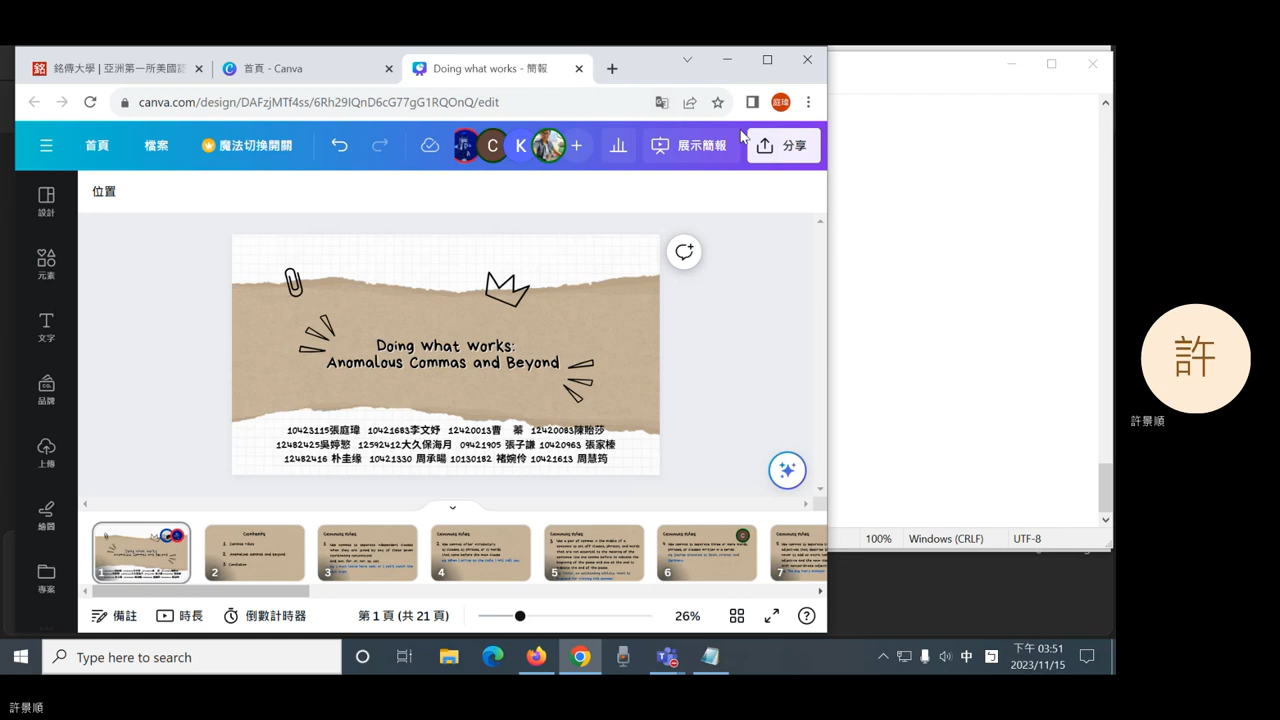 銘傳大學 | 亞洲第一所美國認
首頁 - Canva
Doing what works - 簡報
canva.com/design/DAFzjMTf4ss/6Rh29IQnD6cG77gG1RQOnQ/edit
庭瑋
首頁
檔案
魔法切換開關
C
K
展示簡報
分享
位置
設計
元素
文字
品牌
上傳
繪圖
專案
Doing what works:
Anomalous Commas and Beyond
10423115張庭瑋 10421683李文妤 12420013曹 蓁 12420083陳貽莎
12482425吳婷慜 12592412大久保海月 09421905 張子謙 10420963 張家榛
12482416 朴圭緣 10421330 周承暘 10130182 褚婉伶 10421613 周慧筠
1
Contents
2
3
4
5
6
7
備註
時長
倒數計時器
第 1 頁 (共 21 頁)
26%
100%
Windows (CRLF)
UTF-8
許
許景順
Type here to search
中
下午 03:51
2023/11/15
許景順